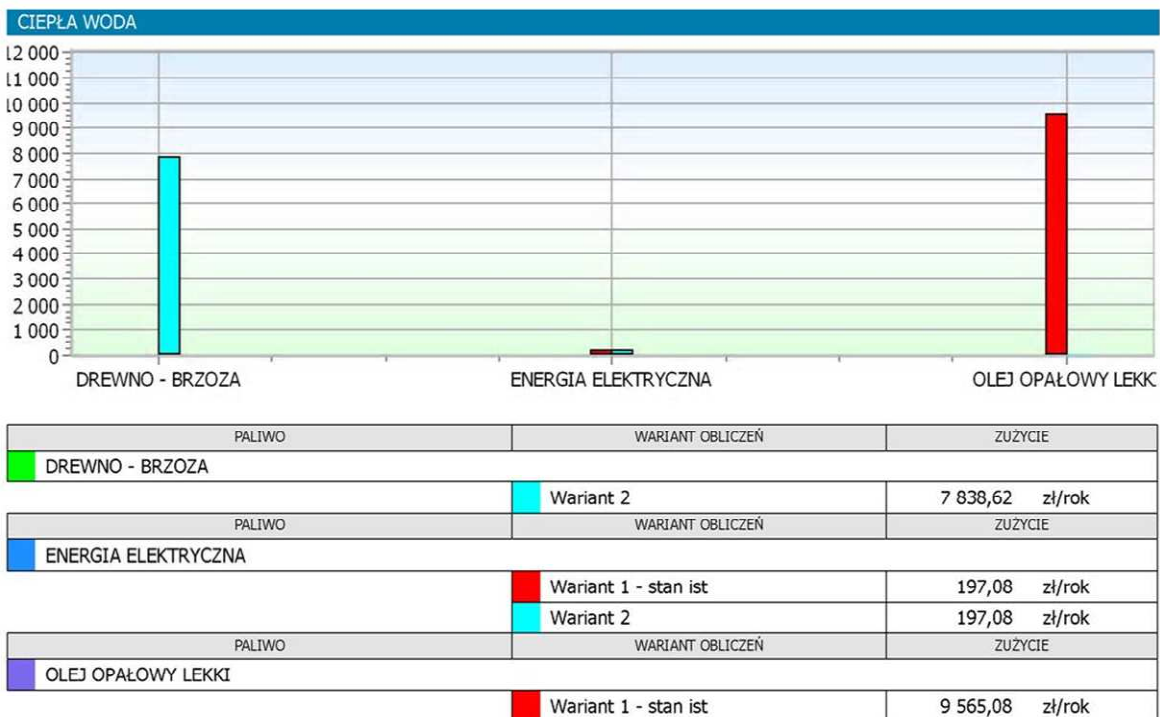 CIEPŁA WODA
12 000
11 000
10 000
9 000
8 000
7 000
6 000
5 000
4 000
3 000
2 000
1 000
0
DREWNO - BRZOZA ENERGIA ELEKTRYCZNA OLEJ OPAŁOWY LEKK
PALIWO WARIANT OBLICZEŃ ZUŻYCIE
DREWNO - BRZOZA
Wariant 2 7 838,62 zł/rok
PALIWO WARIANT OBLICZEŃ ZUŻYCIE
ENERGIA ELEKTRYCZNA
Wariant 1 - stan ist 197,08 zł/rok
Wariant 2 197,08 zł/rok
PALIWO WARIANT OBLICZEŃ ZUŻYCIE
OLEJ OPAŁOWY LEKKI
Wariant 1 - stan ist 9 565,08 zł/rok